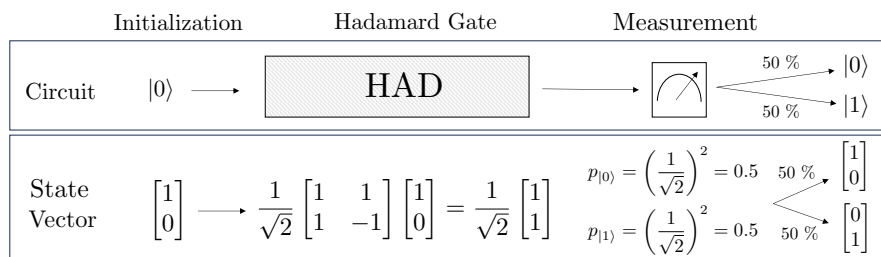 Initialization Hadamard Gate Measurement
Circuit |0⟩ HAD 50 % |0⟩
50 % |1⟩
State Vector [1 0] 1/√2 [1 1 1 −1] [1 0] = 1/√2 [1 1]
p|0⟩ = (1/√2)² = 0.5 50 % [1 0]
p|1⟩ = (1/√2)² = 0.5 50 % [0 1]